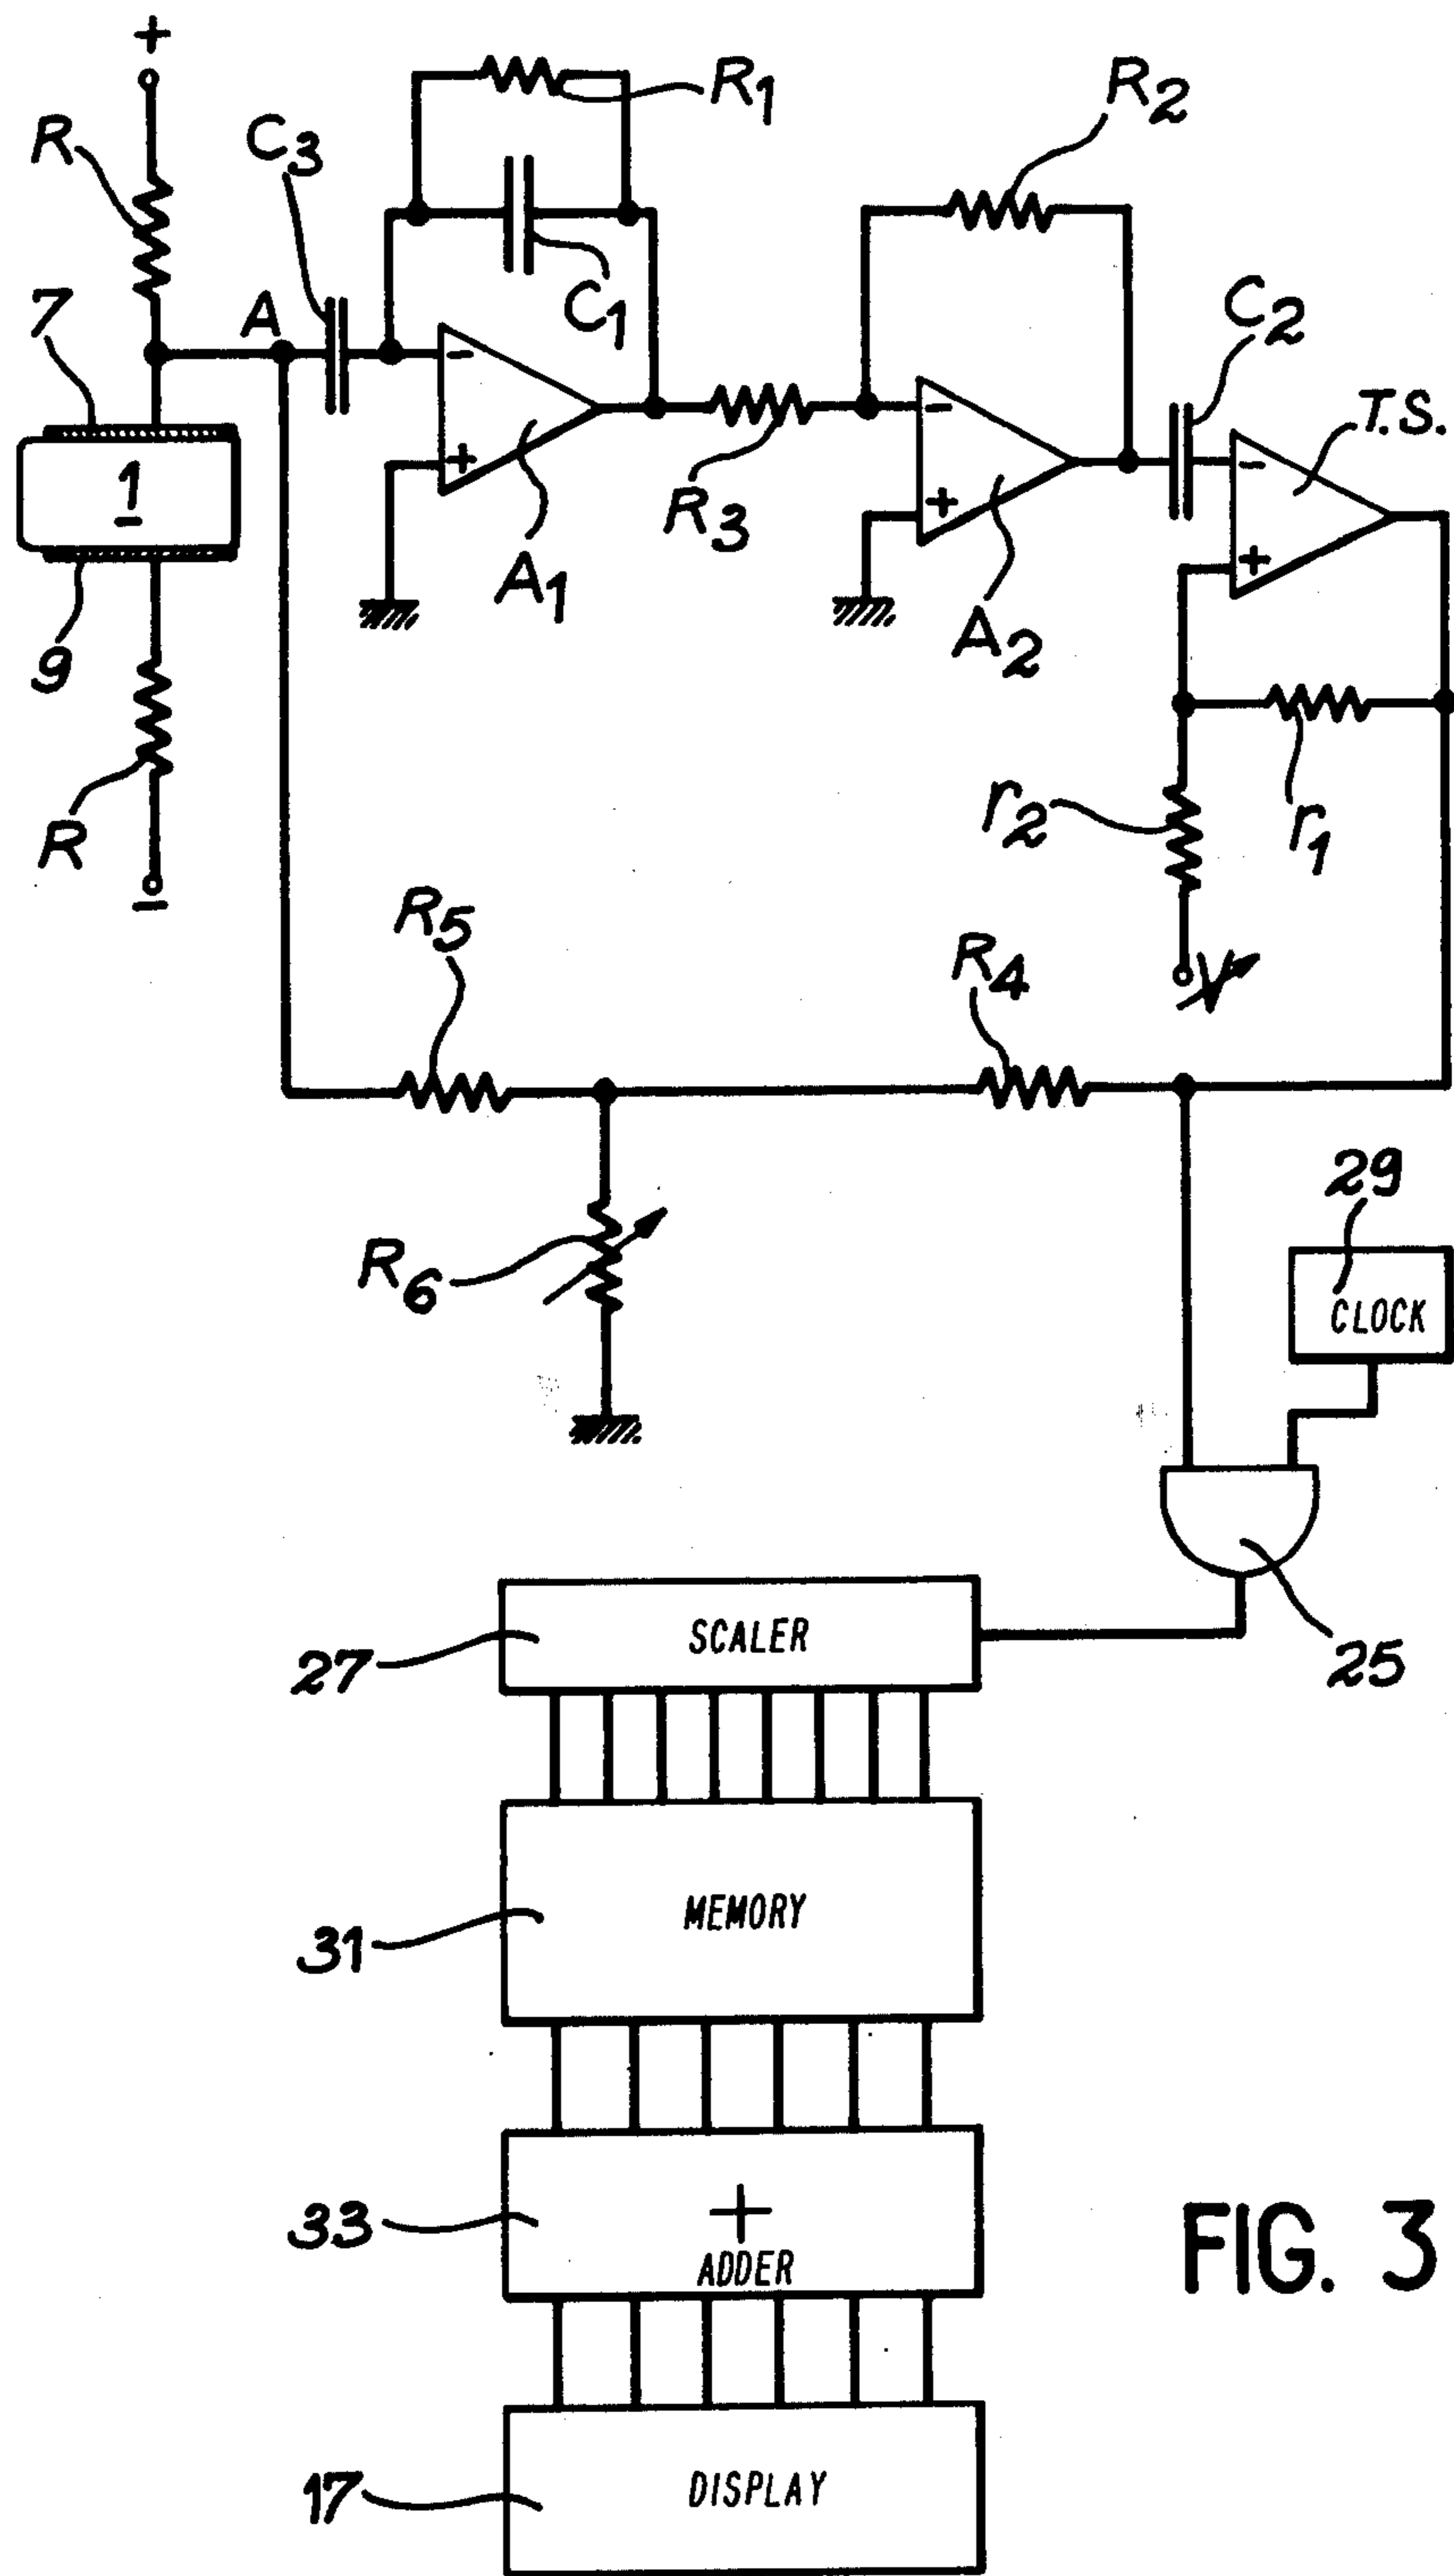 +
R
C3
R1
R2
7
A
C1
C2
T.S.
-
+
1
R3
A1
-
+
A2
-
+
9
R
r2
r1
-
R5
R4
V
R6
29
CLOCK
25
27
SCALER
31
MEMORY
33
+
ADDER
FIG. 3
17
DISPLAY